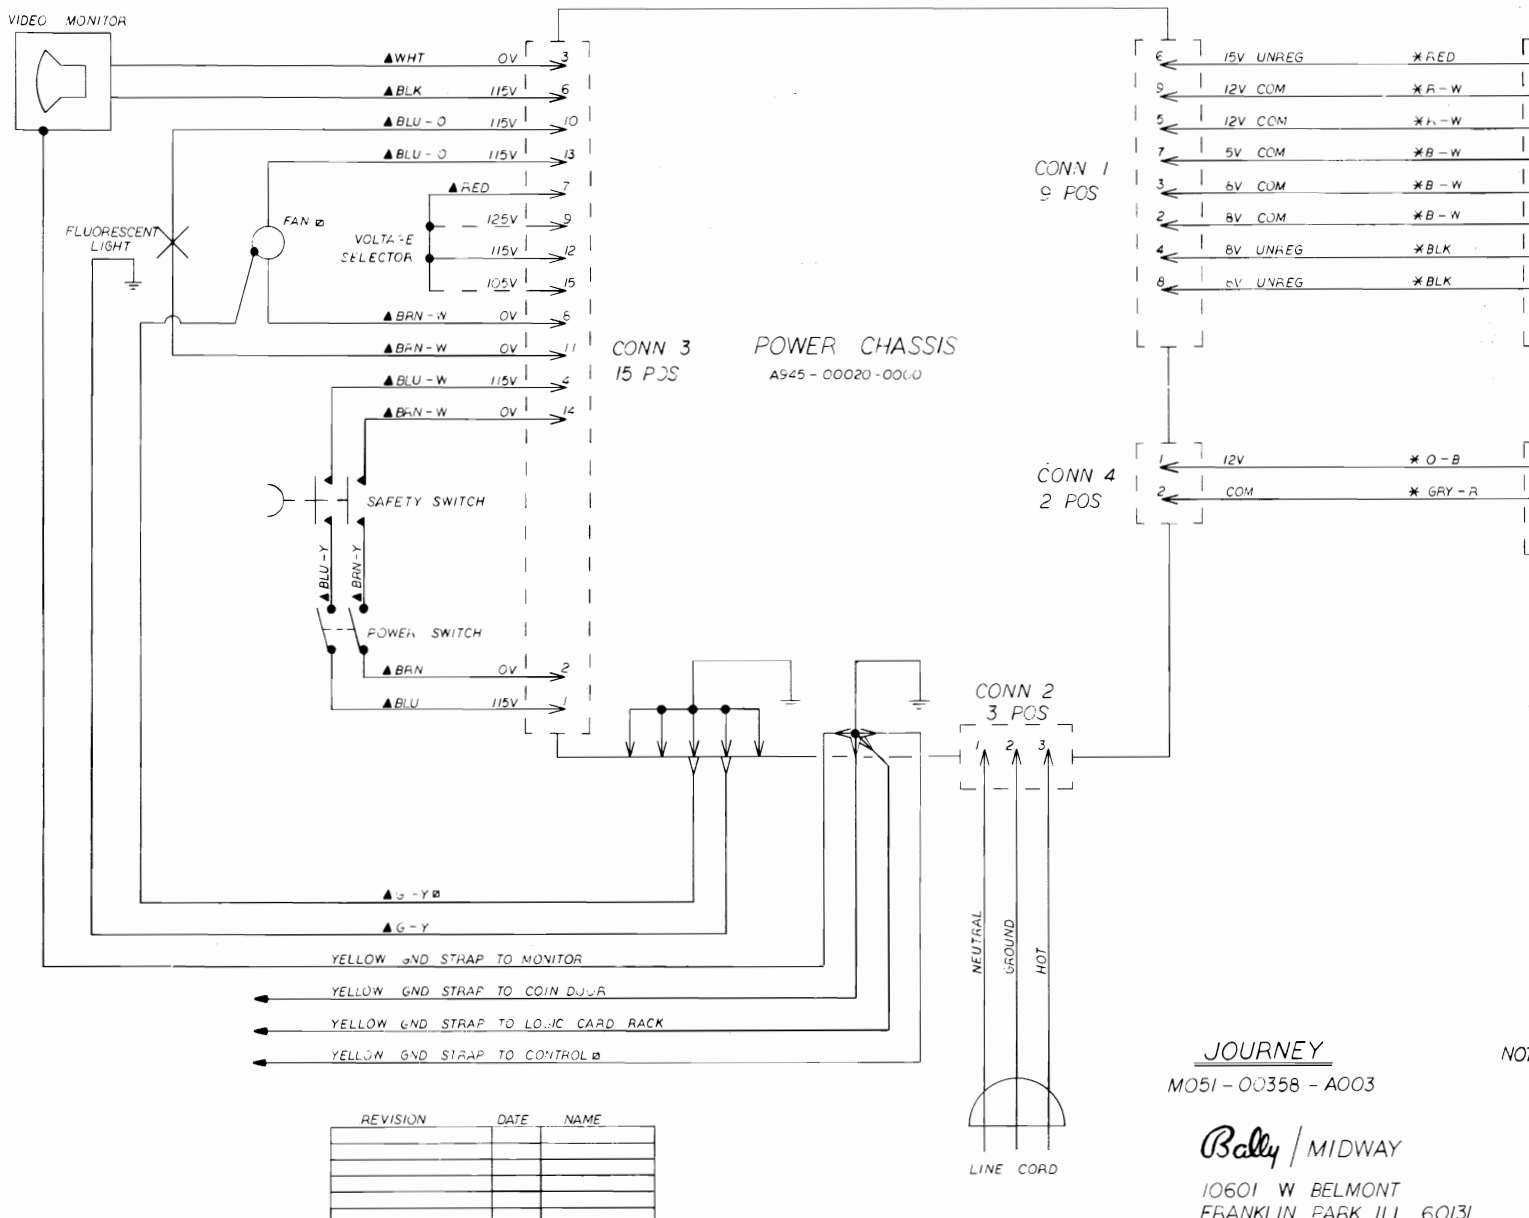 VIDEO MONITOR
▲WHT 0V 3
▲BLK 115V 6
▲BLU-O 115V 10
▲BLU-O 115V 13
▲RED 7
125V 9
VOLTAGE SELECTOR
115V 12
105V 15
FLUORESCENT LIGHT
FAN
▲BRN-W 0V 8
▲BRN-W 0V 11
▲BLU-W 115V 4
▲BRN-W 0V 14
SAFETY SWITCH
▲BLU-Y
▲BRN-Y
POWER SWITCH
▲BRN 0V 2
▲BLU 115V 1
CONN 3
15 POS
POWER CHASSIS
A945-00020-0000
CONN 1
9 POS
6 15V UNREG *RED
9 12V COM *R-W
5 12V COM *R-W
7 5V COM *B-W
3 8V COM *B-W
2 8V COM *B-W
4 8V UNREG *BLK
8 UNREG *BLK
CONN 4
2 POS
1 12V *O-B
2 COM *GRY-R
CONN 2
3 POS
1 2 3
NEUTRAL
GROUND
HOT
LINE CORD
▲G-Y
▲G-Y
YELLOW GND STRAP TO MONITOR
YELLOW GND STRAP TO COIN DOOR
YELLOW GND STRAP TO LOGIC CARD RACK
YELLOW GND STRAP TO CONTROL
REVISION DATE NAME
JOURNEY
M051-00358-A003
Bally / MIDWAY
10601 W BELMONT
FRANKLIN PARK ILL 60131